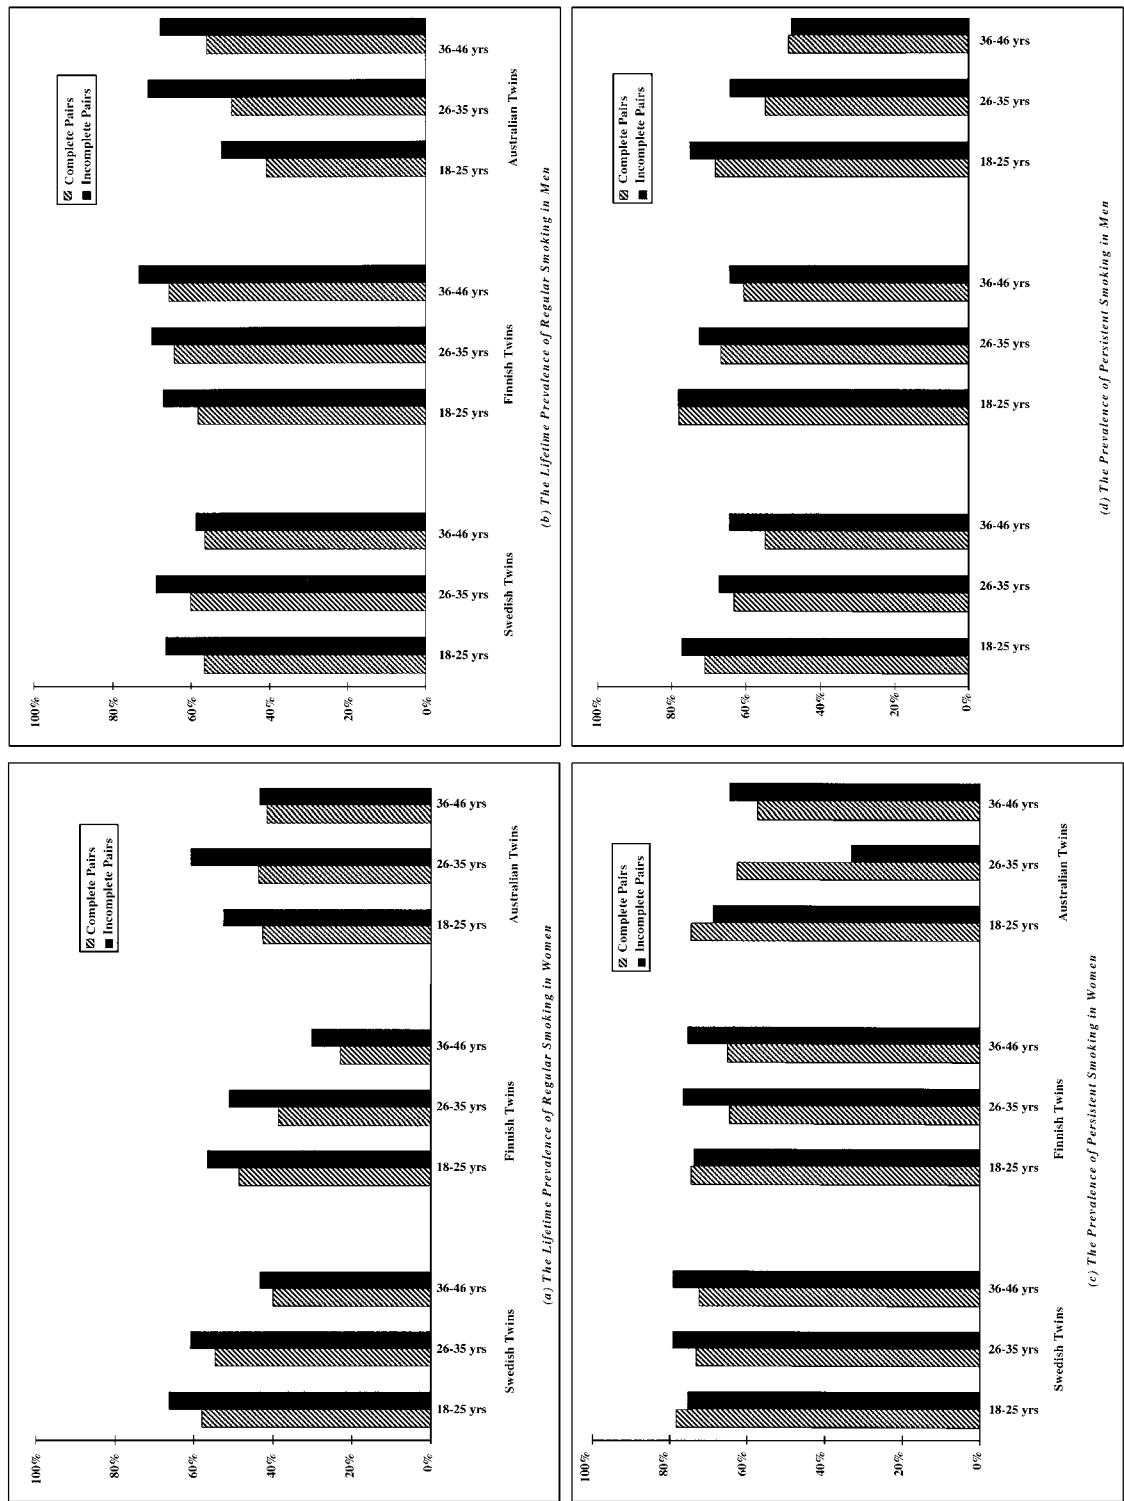 100%
80%
60%
40%
20%
0%
18-25 yrs
26-35 yrs
36-46 yrs
18-25 yrs
26-35 yrs
36-46 yrs
18-25 yrs
26-35 yrs
36-46 yrs
Swedish Twins
Finnish Twins
Australian Twins
Complete Pairs
Incomplete Pairs
(a) The Lifetime Prevalence of Regular Smoking in Women
100%
80%
60%
40%
20%
0%
18-25 yrs
26-35 yrs
36-46 yrs
18-25 yrs
26-35 yrs
36-46 yrs
18-25 yrs
26-35 yrs
36-46 yrs
Swedish Twins
Finnish Twins
Australian Twins
Complete Pairs
Incomplete Pairs
(b) The Lifetime Prevalence of Regular Smoking in Men
100%
80%
60%
40%
20%
0%
18-25 yrs
26-35 yrs
36-46 yrs
18-25 yrs
26-35 yrs
36-46 yrs
18-25 yrs
26-35 yrs
36-46 yrs
Swedish Twins
Finnish Twins
Australian Twins
Complete Pairs
Incomplete Pairs
(c) The Prevalence of Persistent Smoking in Women
100%
80%
60%
40%
20%
0%
18-25 yrs
26-35 yrs
36-46 yrs
18-25 yrs
26-35 yrs
36-46 yrs
18-25 yrs
26-35 yrs
36-46 yrs
Complete Pairs
Incomplete Pairs
(d) The Prevalence of Persistent Smoking in Men